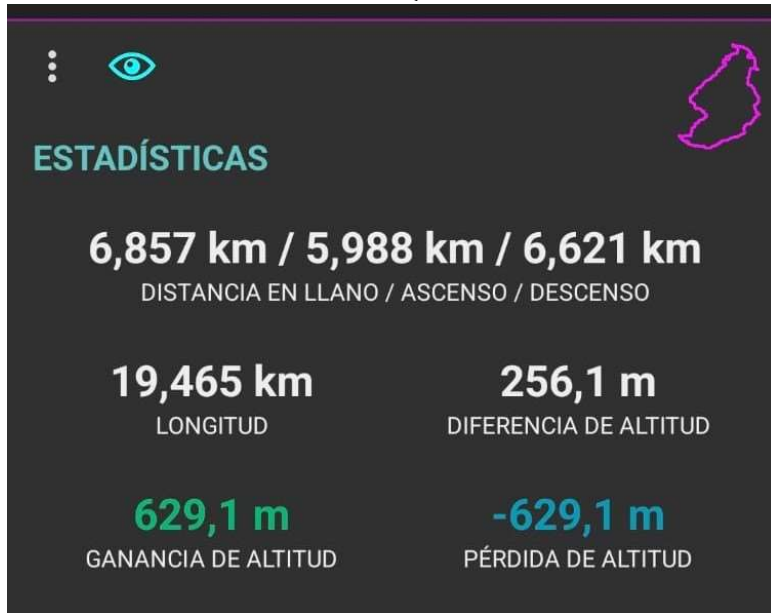 ESTADÍSTICAS
6,857 km / 5,988 km / 6,621 km
DISTANCIA EN LLANO / ASCENSO / DESCENSO
19,465 km
LONGITUD
256,1 m
DIFERENCIA DE ALTITUD
629,1 m
GANANCIA DE ALTITUD
-629,1 m
PÉRDIDA DE ALTITUD